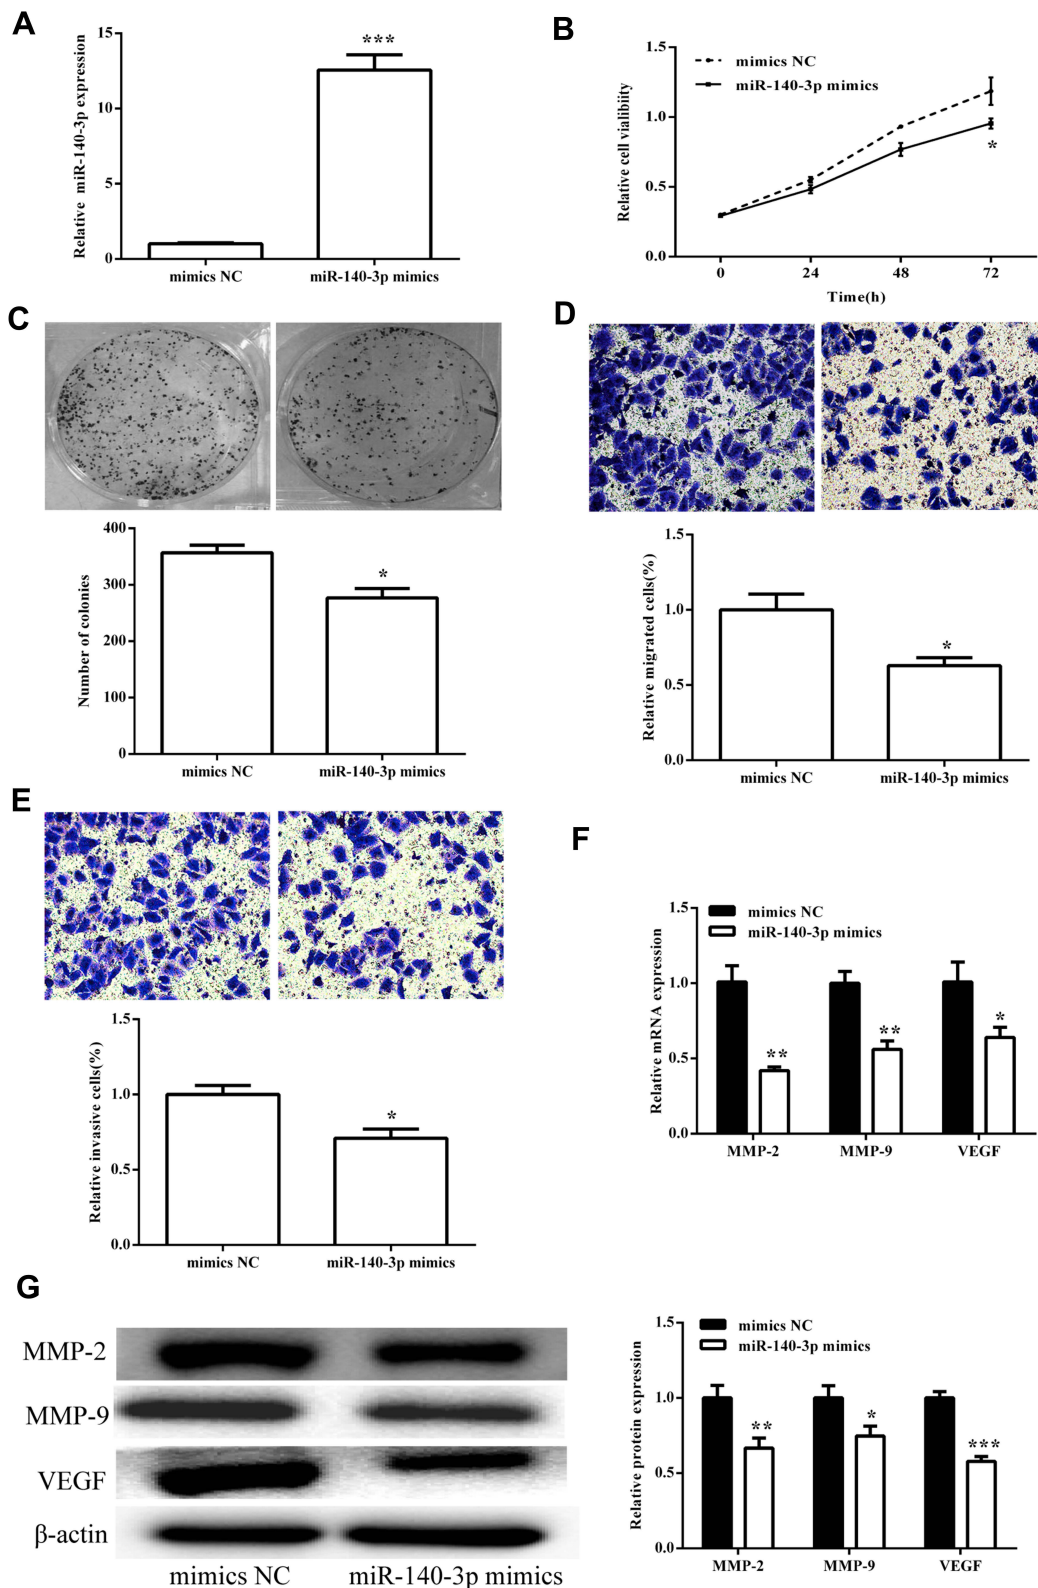 A
Relative miR-140-3p expression
15
10
5
0
***
mimics NC
miR-140-3p mimics
B
Relative cell vialibiity
1.5
1.0
0.5
0.0
mimics NC
miR-140-3p mimics
*
0
24
48
72
Time(h)
C
Number of colonies
400
300
200
100
0
*
mimics NC
miR-140-3p mimics
D
Relative migrated cells(%)
1.5
1.0
0.5
0.0
*
mimics NC
miR-140-3p mimics
E
Relative invasive cells(%)
1.5
1.0
0.5
0.0
*
mimics NC
miR-140-3p mimics
F
Relative mRNA expression
1.5
1.0
0.5
0.0
mimics NC
miR-140-3p mimics
**
**
*
MMP-2
MMP-9
VEGF
G
MMP-2
MMP-9
VEGF
β-actin
mimics NC
miR-140-3p mimics
Relative protein expression
1.5
1.0
0.5
0.0
mimics NC
miR-140-3p mimics
**
*
***
MMP-2
MMP-9
VEGF